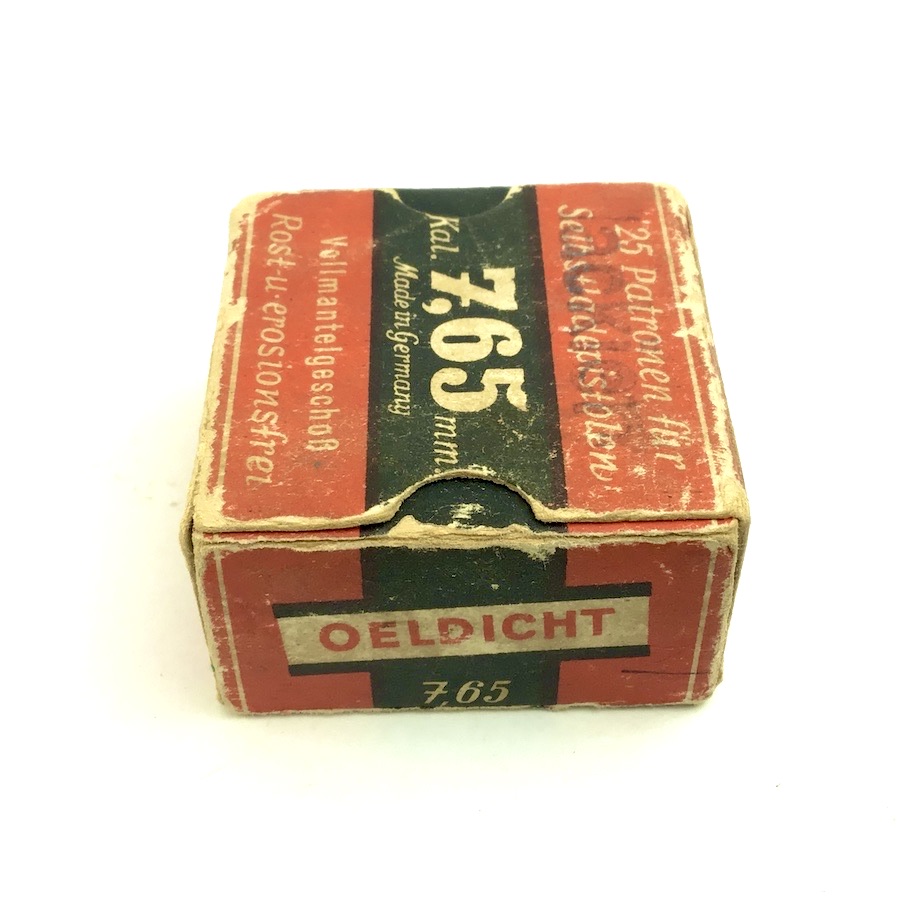 25 Patronen für
Selbstladepistolen
Kal. 7,65 mm.
Made in Germany
Vollmantelgeschoß
Rost-u-erosionsfrei
OELDICHT
7,65